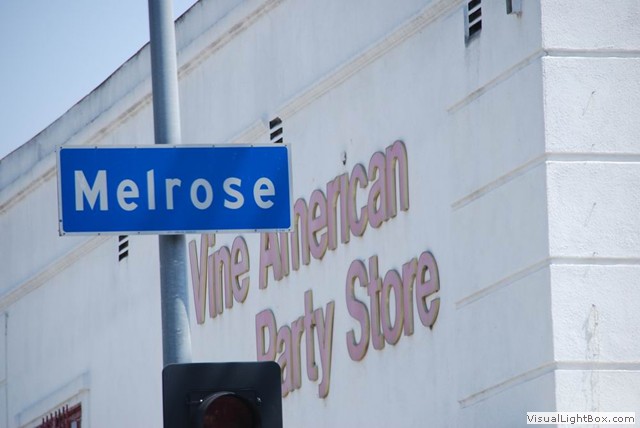 Melrose
Vine American
Party Store
VisualLightBox.com